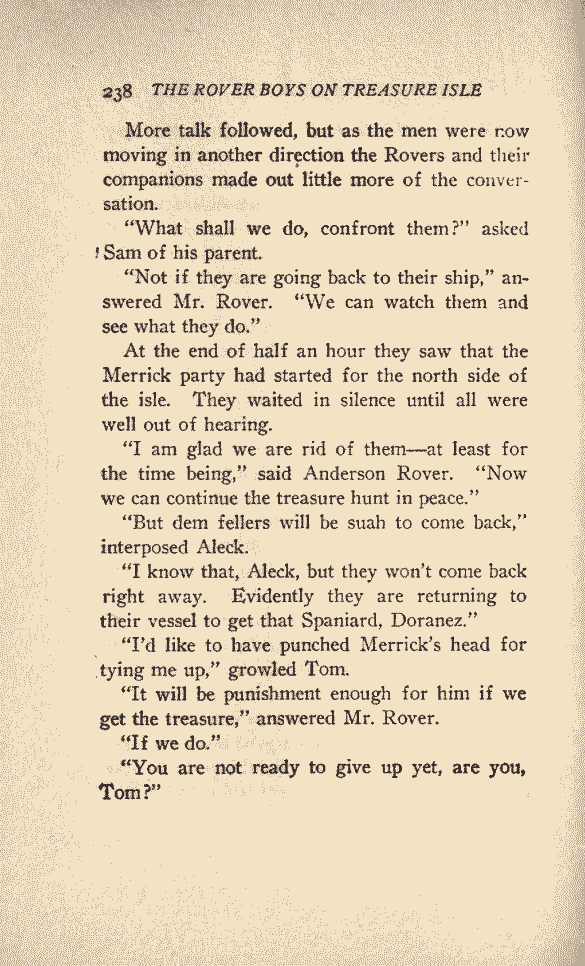 238 THE ROVER BOYS ON TREASURE ISLE
More talk followed, but as the men were now
moving in another direction the Rovers and their
companions made out little more of the conver-
sation.
"What shall we do, confront them?" asked
Sam of his parent.
"Not if they are going back to their ship," an-
swered Mr. Rover. "We can watch them and
see what they do."
At the end of half an hour they saw that the
Merrick party had started for the north side of
the isle. They waited in silence until all were
well out of hearing.
"I am glad we are rid of them—at least for
the time being," said Anderson Rover. "Now
we can continue the treasure hunt in peace."
"But dem fellers will be suah to come back,"
interposed Aleck.
"I know that, Aleck, but they won't come back
right away. Evidently they are returning to
their vessel to get that Spaniard, Doranez."
"I'd like to have punched Merrick's head for
tying me up," growled Tom.
"It will be punishment enough for him if we
get the treasure," answered Mr. Rover.
"If we do."
"You are not ready to give up yet, are you,
Tom?"